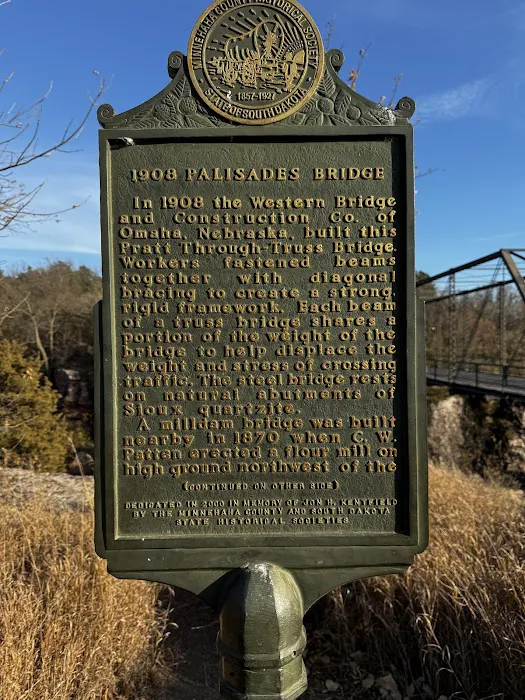 MINNEHAHA COUNTY HISTORICAL SOCIETY
1857-1927
STATE OF SOUTH DAKOTA
1908 PALISADES BRIDGE
In 1908 the Western Bridge
and Construction Co. of
Omaha, Nebraska, built this
Pratt Through-Truss Bridge.
Workers fastened beams
together with diagonal
bracing to create a strong,
rigid framework. Each beam
of a truss bridge shares a
portion of the weight of the
bridge to help displace the
weight and stress of crossing
traffic. The steel bridge rests
on natural abutments of
Sioux quartzite.
A milldam bridge was built
nearby in 1870 when C. W.
Patten erected a flour mill on
high ground northwest of the
(CONTINUED ON OTHER SIDE)
DEDICATED IN 2000 IN MEMORY OF JON H. KENTFIELD
BY THE MINNEHAHA COUNTY AND SOUTH DAKOTA
STATE HISTORICAL SOCIETIES